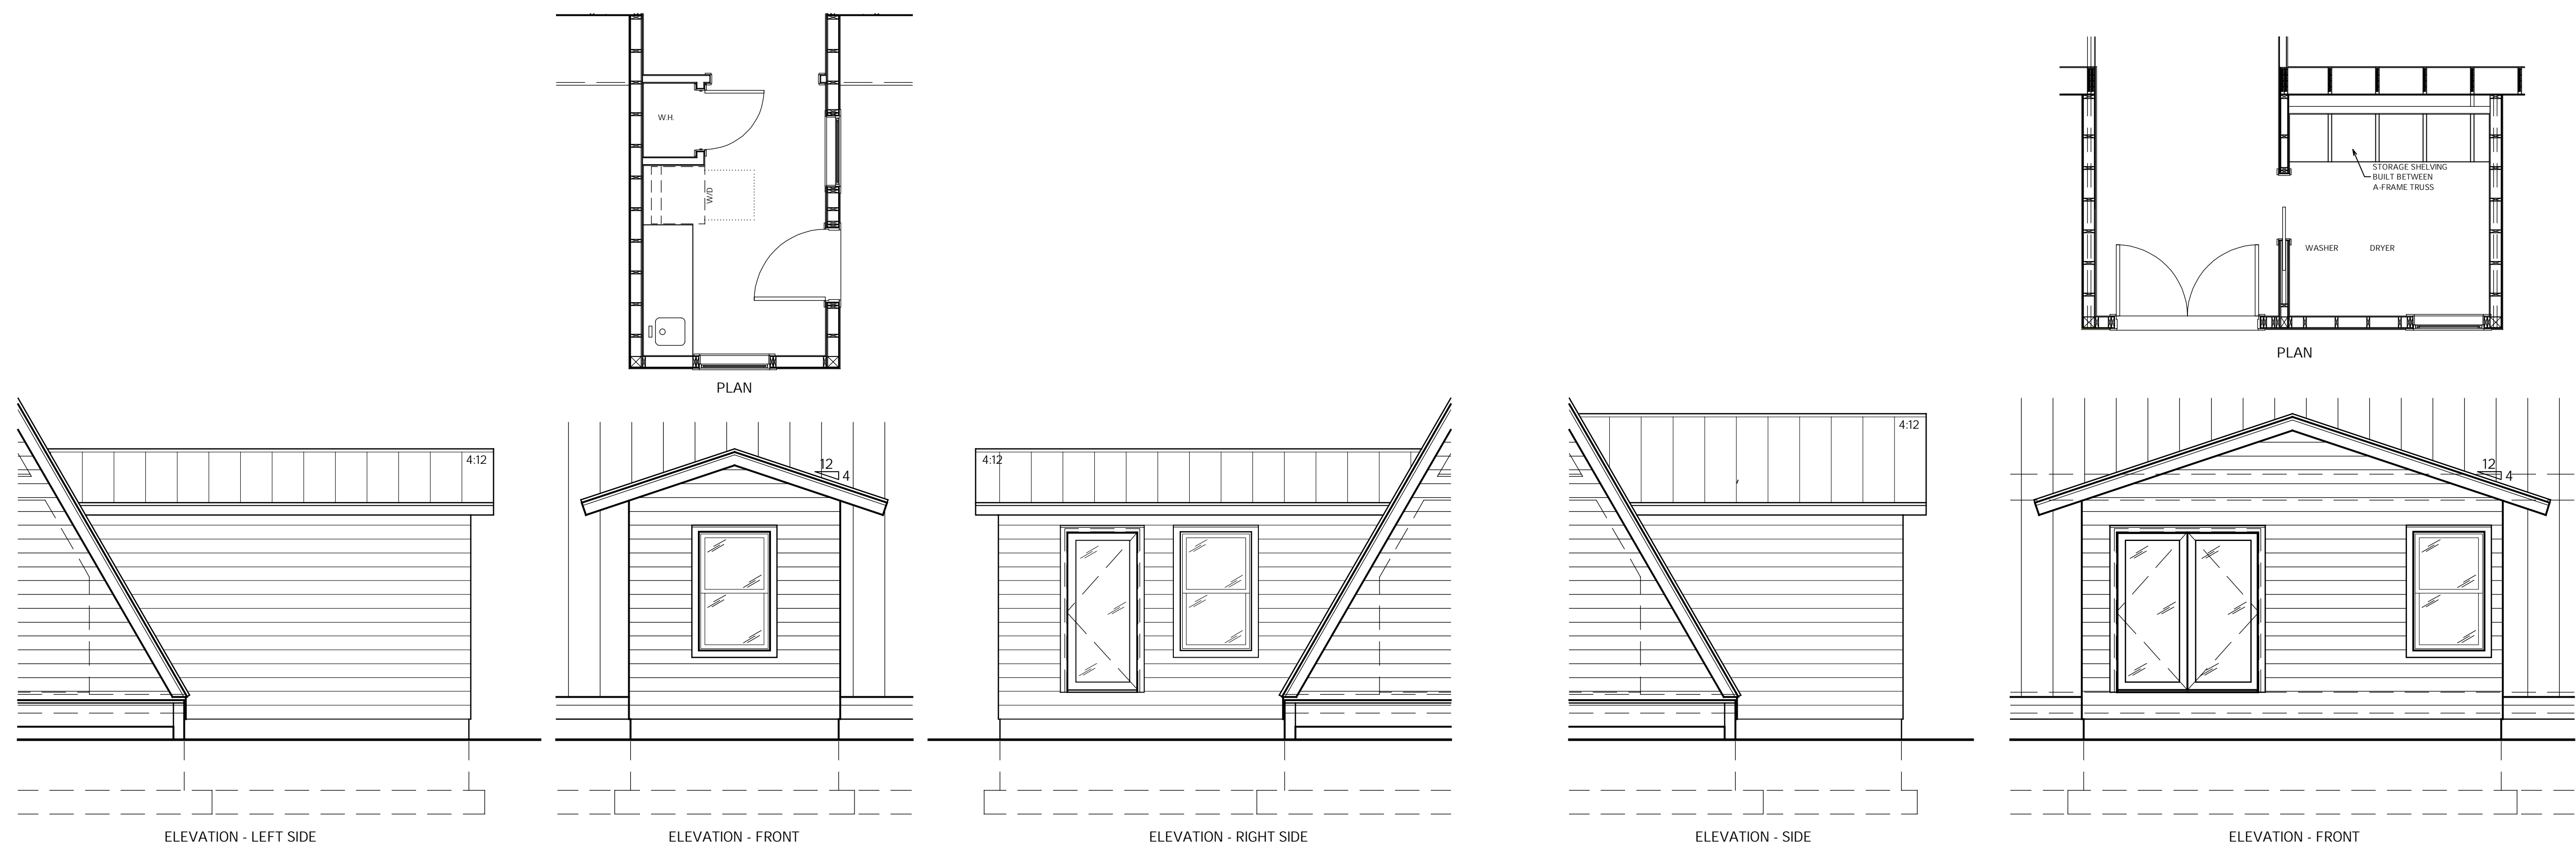 W.H.
W/D
PLAN
STORAGE SHELVING
BUILT BETWEEN
A-FRAME TRUSS
WASHER
DRYER
PLAN
4:12
12
4
4:12
4:12
12
4
ELEVATION - LEFT SIDE
ELEVATION - FRONT
ELEVATION - RIGHT SIDE
ELEVATION - SIDE
ELEVATION - FRONT